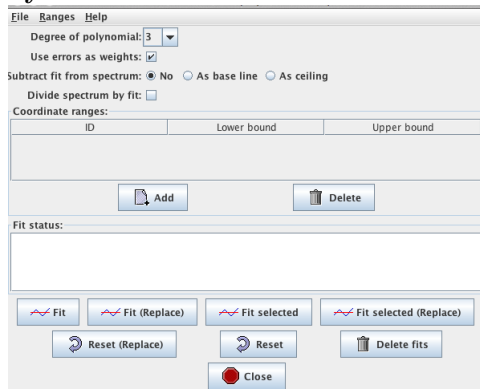 File Ranges Help
Degree of polynomial: 3
Use errors as weights:
Subtract fit from spectrum: No As base line As ceiling
Divide spectrum by fit:
Coordinate ranges:
ID Lower bound Upper bound
Add Delete
Fit status:
Fit Fit (Replace) Fit selected Fit selected (Replace)
Reset (Replace) Reset Delete fits
Close